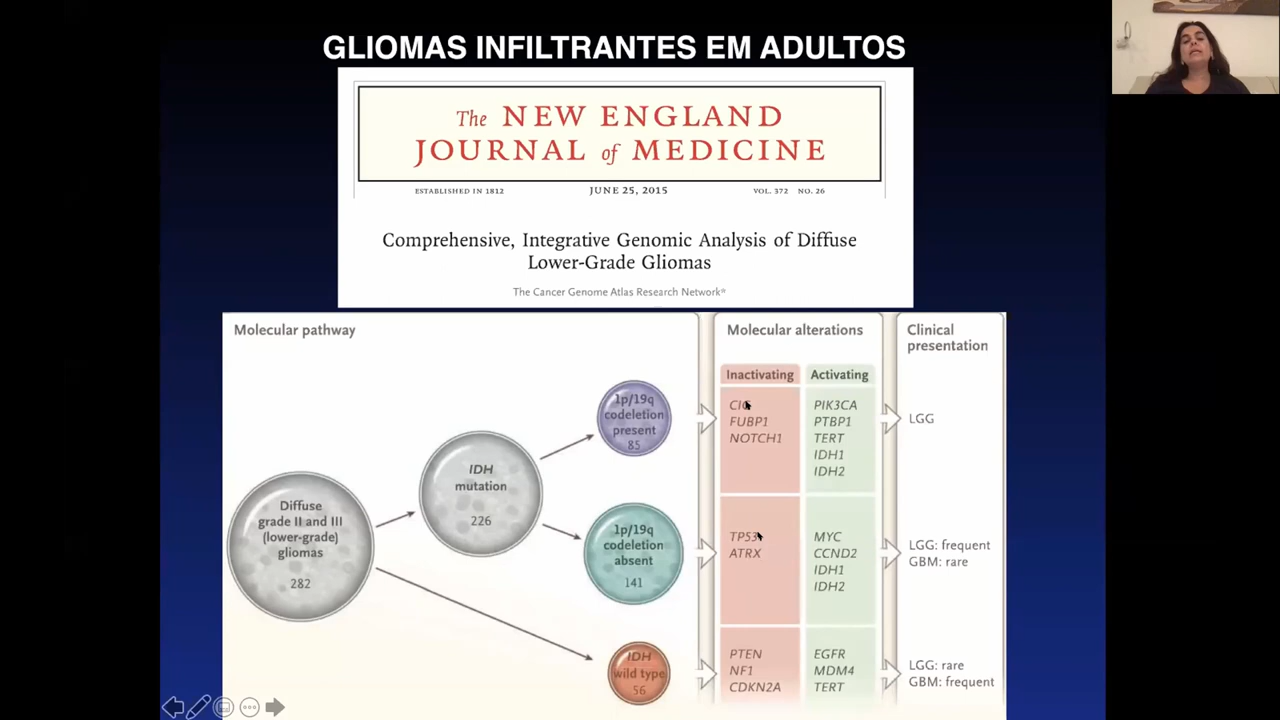 GLIOMAS INFILTRANTES EM ADULTOS
The NEW ENGLAND
JOURNAL of MEDICINE
ESTABLISHED IN 1812 JUNE 25, 2015 VOL. 372 NO. 26
Comprehensive, Integrative Genomic Analysis of Diffuse
Lower-Grade Gliomas
The Cancer Genome Atlas Research Network*
Molecular pathway
Diffuse
grade II and III
(lower-grade)
gliomas
282
IDH
mutation
226
1p/19q
codeletion
present
85
1p/19q
codeletion
absent
141
IDH
wild type
56
Molecular alterations
Inactivating
Activating
FUBP1
NOTCH1
PIK3CA
PTBP1
TERT
IDH1
IDH2
TP53
ATRX
MYC
CCND2
IDH1
IDH2
PTEN
NF1
CDKN2A
EGFR
MDM4
TERT
Clinical
presentation
LGG
LGG: frequent
GBM: rare
LGG: rare
GBM: frequent